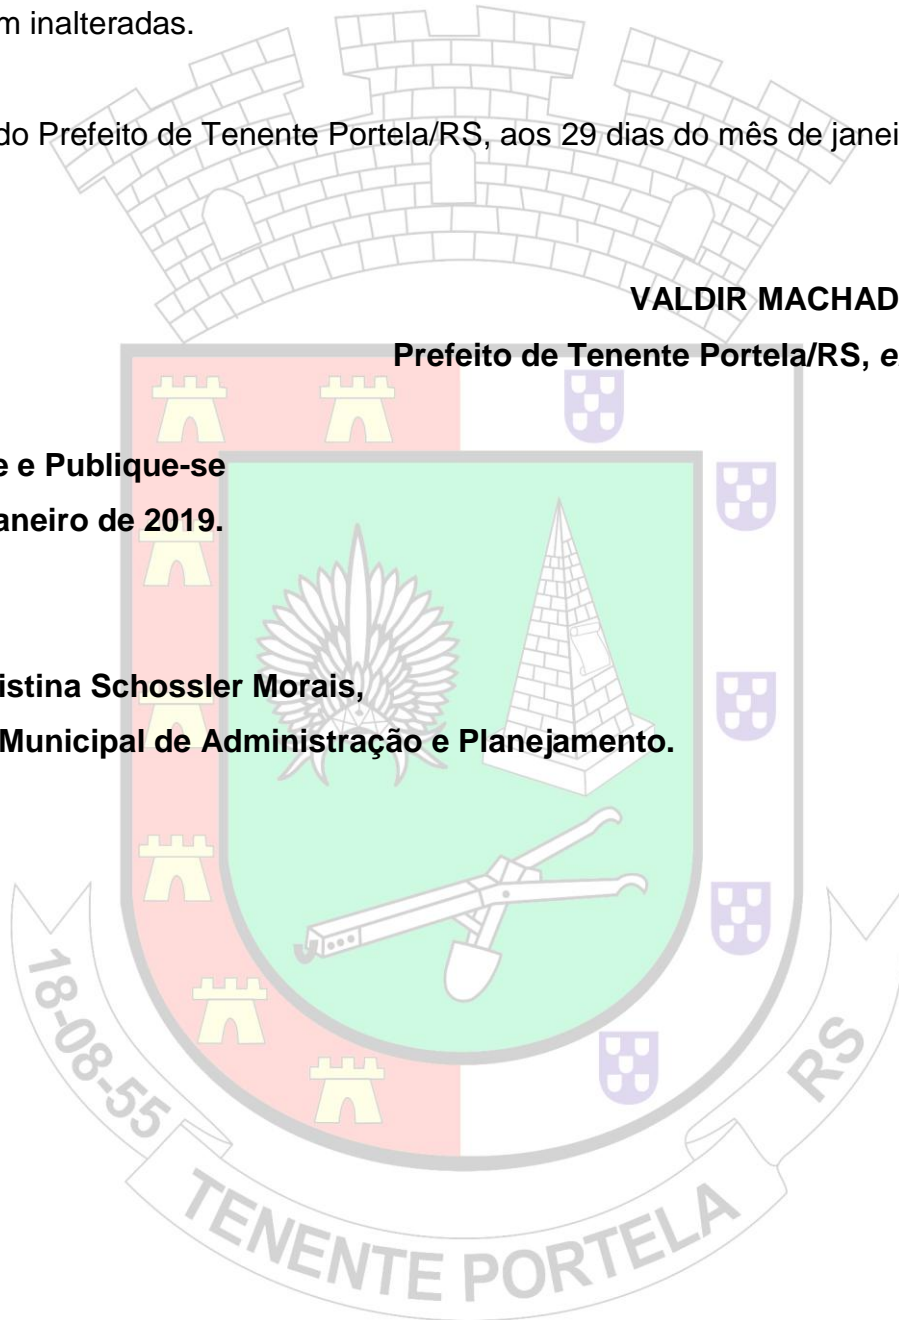 m inalteradas.
do Prefeito de Tenente Portela/RS, aos 29 dias do mês de janei
VALDIR MACHAD
Prefeito de Tenente Portela/RS, e
e e Publique-se
aneiro de 2019.
istina Schossler Morais,
Municipal de Administração e Planejamento.
18-08-55
TENENTE PORTELA
RS